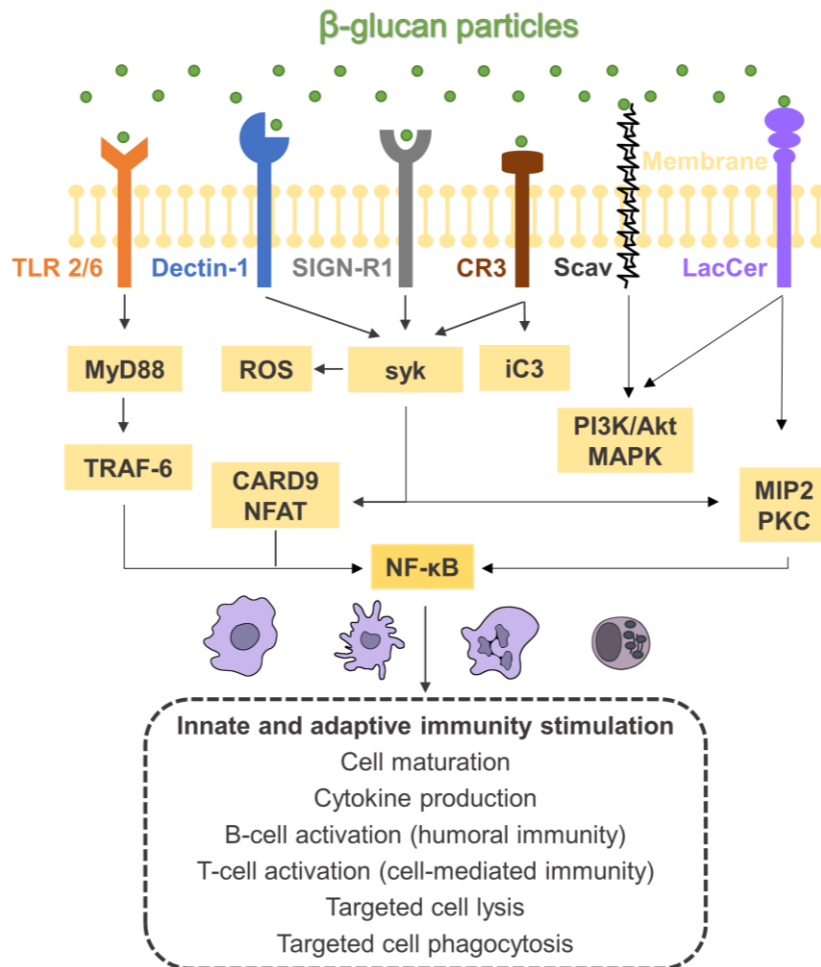 β-glucan particles
Membrane
TLR 2/6 Dectin-1 SIGN-R1 CR3 Scav LacCer
MyD88 ROS syk iC3
PI3K/Akt
MAPK
TRAF-6
CARD9
NFAT
MIP2
PKC
NF-κB
Innate and adaptive immunity stimulation
Cell maturation
Cytokine production
B-cell activation (humoral immunity)
T-cell activation (cell-mediated immunity)
Targeted cell lysis
Targeted cell phagocytosis